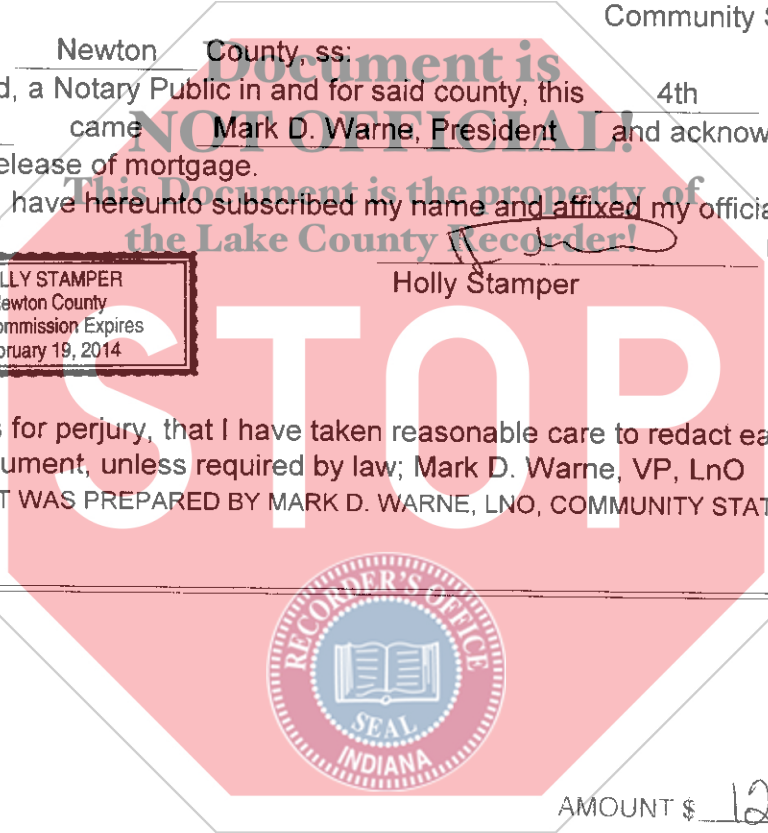 Community S
Newton County, ss:
d, a Notary Public in and for said county, this 4th
came Mark D. Warne, President and acknow
elease of mortgage.
have hereunto subscribed my name and affixed my officia
Document is
NOT OFFICIAL!
This Document is the property of
the Lake County Recorder!
Holly Stamper
LLY STAMPER
ewton County
ommission Expires
bruary 19, 2014
STOP
s for perjury, that I have taken reasonable care to redact ea
ument, unless required by law; Mark D. Warne, VP, LnO
T WAS PREPARED BY MARK D. WARNE, LNO, COMMUNITY STAT
RECORDER'S OFFICE
SEAL
INDIANA
AMOUNT $ 12